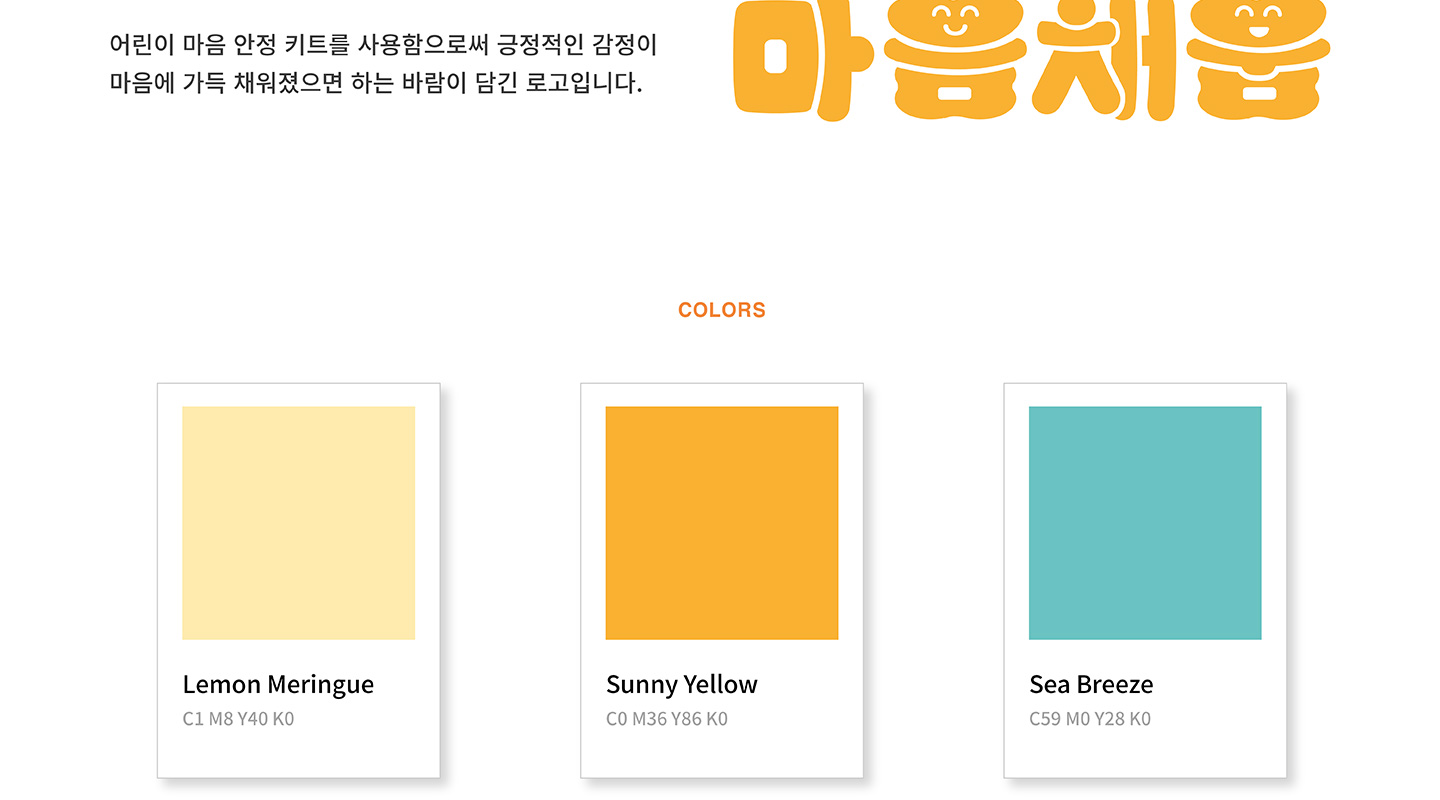 어린이 마음 안정 키트를 사용함으로써 긍정적인 감정이
마음에 가득 채워졌으면 하는 바람이 담긴 로고입니다.
마음채움
COLORS
Lemon Meringue
C1 M8 Y40 K0
Sunny Yellow
C0 M36 Y86 K0
Sea Breeze
C59 M0 Y28 K0